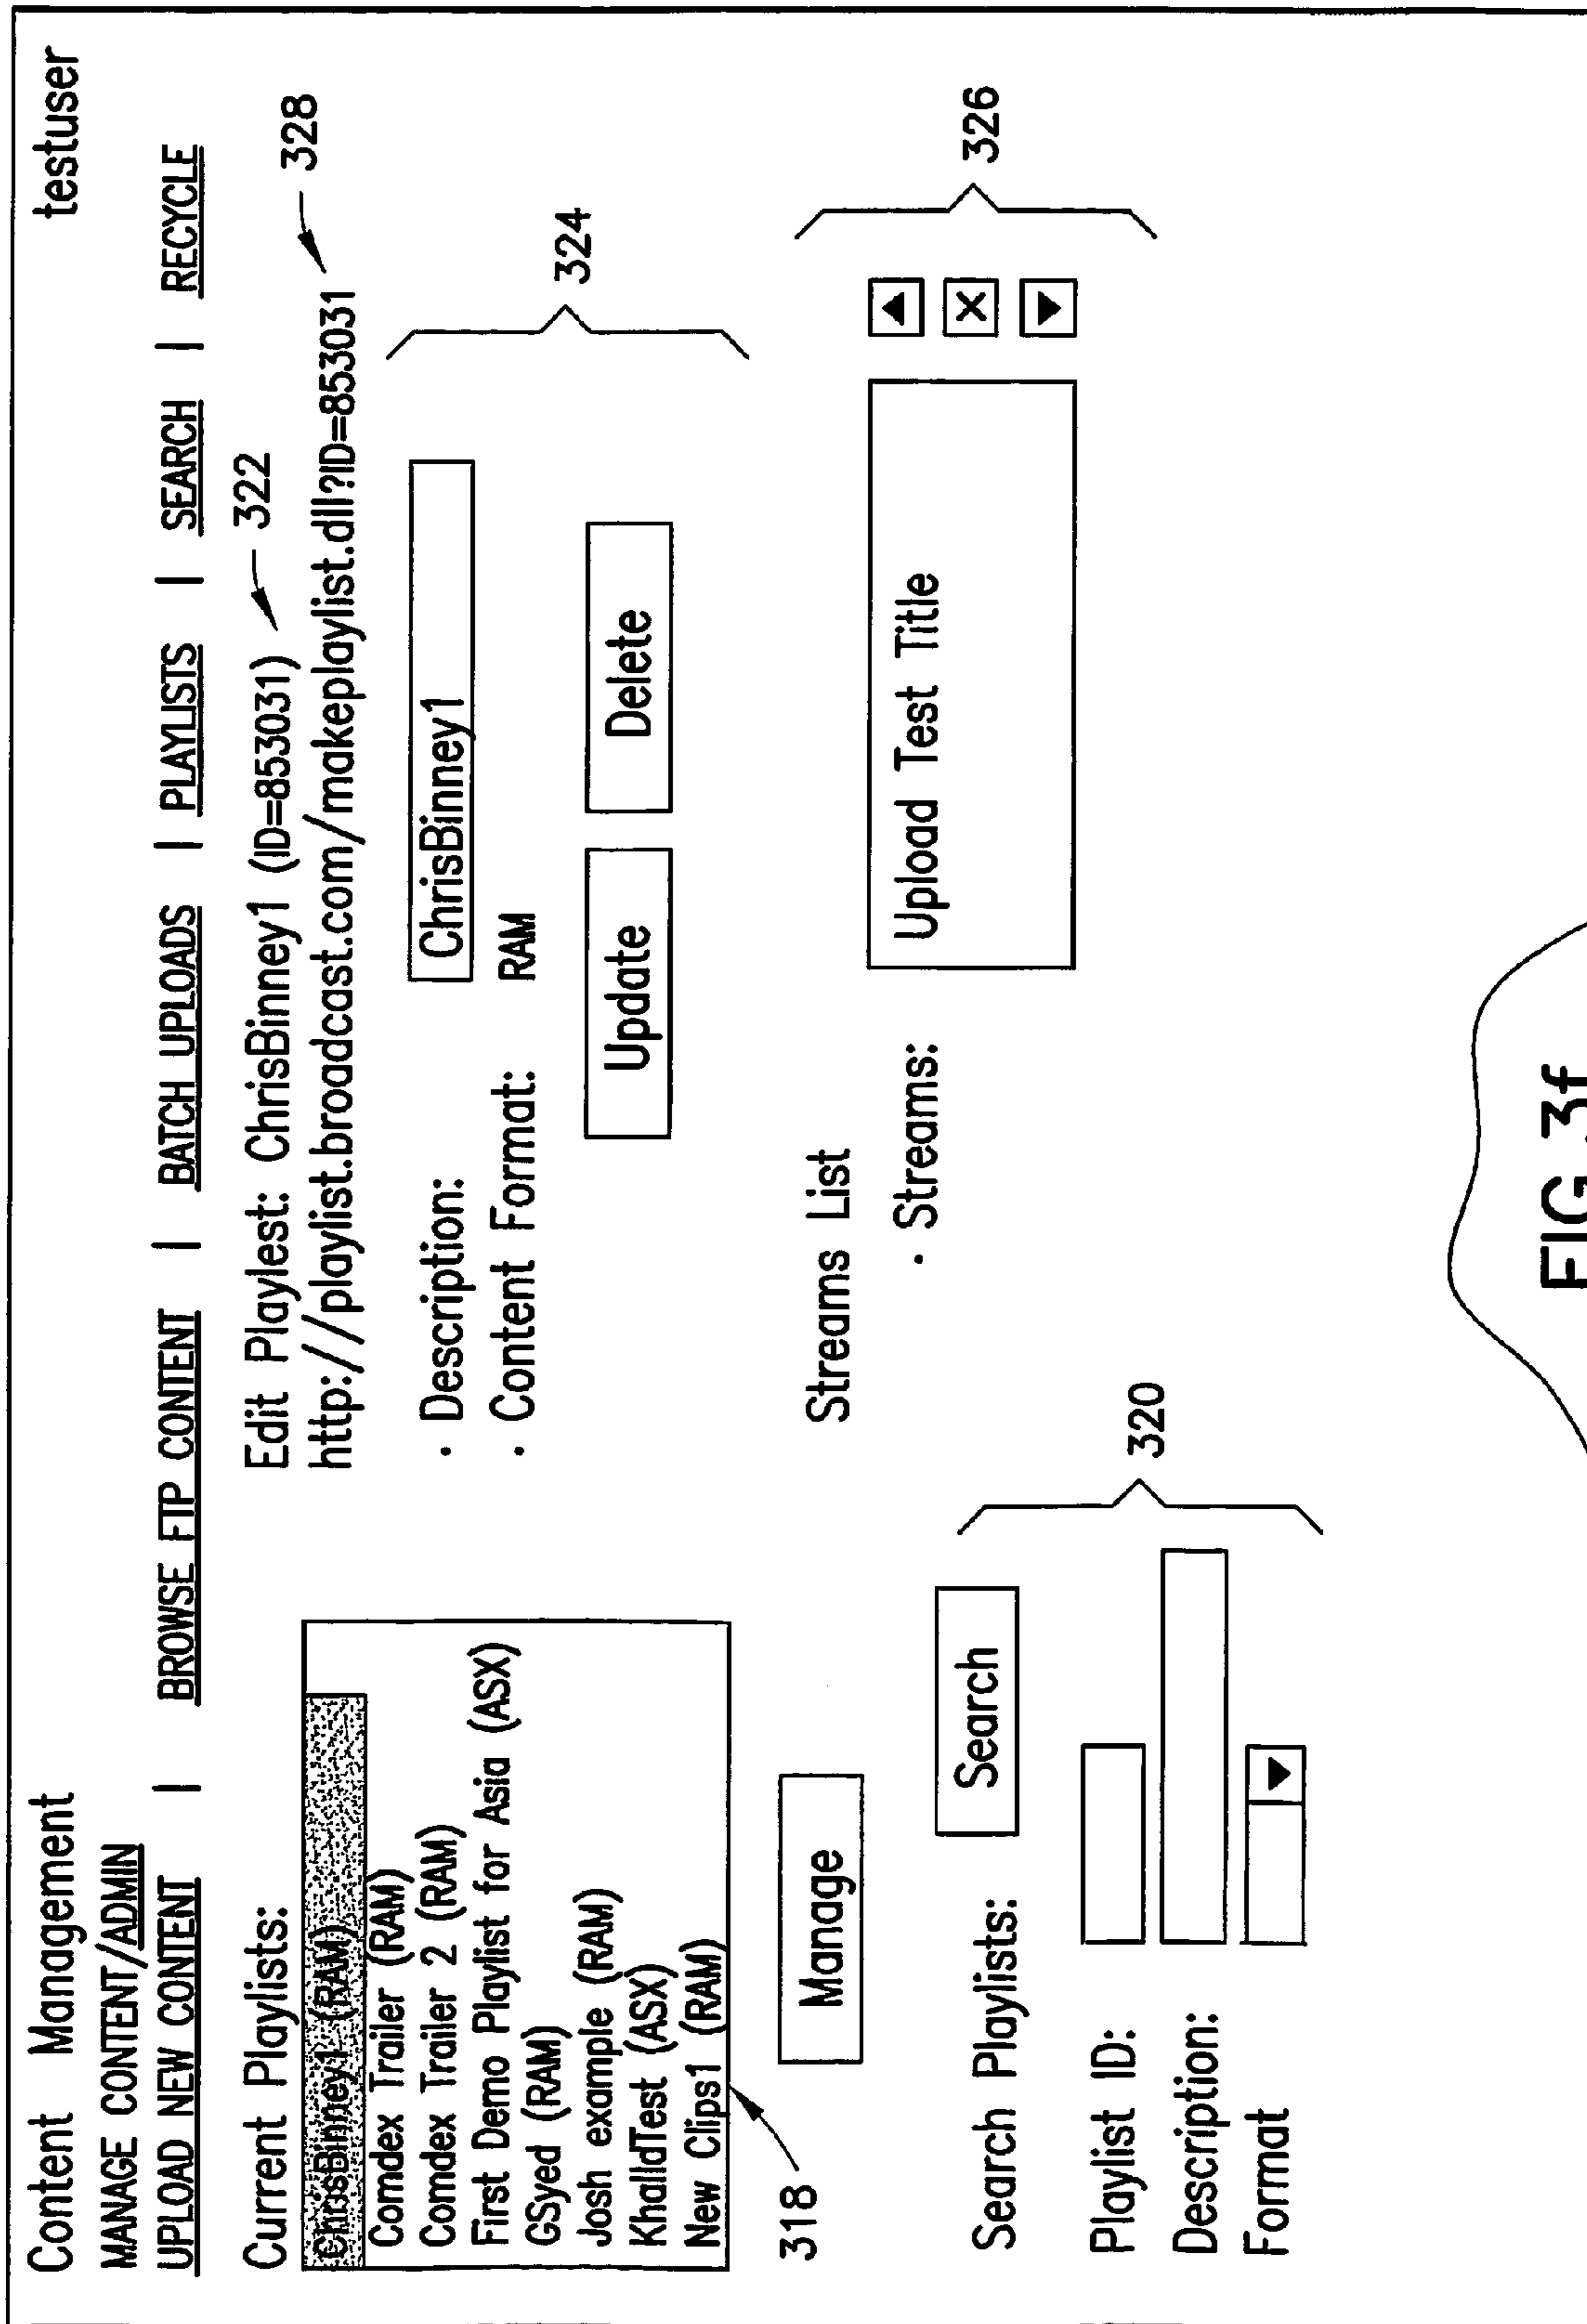 Content Management
testuser
MANAGE CONTENT/ADMIN
UPLOAD NEW CONTENT | BROWSE FTP CONTENT | BATCH UPLOADS | PLAYLISTS | SEARCH | RECYCLE
Current Playlists:
ChrisBinney1 (RAM)
Comdex Trailer (RAM)
Comdex Trailer 2 (RAM)
First Demo Playlist for Asia (ASX)
GSyed (RAM)
Josh example (RAM)
KhalldTest (ASX)
New Clips1 (RAM)
318
Manage
Search Playlists:
Search
Playlist ID:
Description:
Format
320
Edit Playlest: ChrisBinney1 (ID=853031)
322
http://playlist.broadcast.com/makeplaylist.dll?ID=853031
328
· Description:
ChrisBinney1
· Content Format: RAM
Update
Delete
324
Streams List
· Streams:
Upload Test Title
X
326
FIG.3f